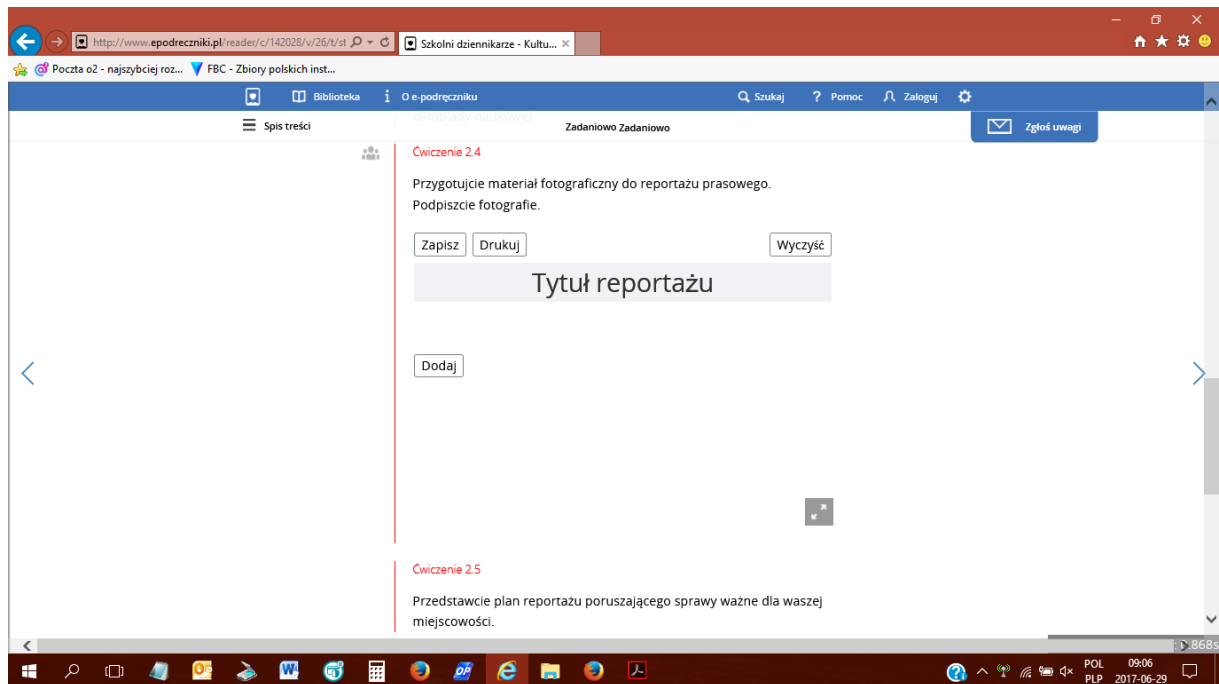 http://www.epodreczniki.pl/reader/c/142028/v/26/t/st
Szkolni dziennikarze - Kultu...
Poczta o2 - najszybciej roz... FBC - Zbiory polskich inst...
Biblioteka i O e-podręczniku Szukaj ? Pomoc Zaloguj
olimpiady naukowej.
Spis treści Zadaniowo Zadaniowo Zgłoś uwagi
Ćwiczenie 2.4
Przygotujcie materiał fotograficzny do reportażu prasowego.
Podpiszcie fotografie.
Zapisz Drukuj Wyczyść
Tytuł reportażu
Dodaj
Ćwiczenie 2.5
Przedstawcie plan reportażu poruszającego sprawy ważne dla waszej
miejscowości.
POL 09:06
PLP 2017-06-29